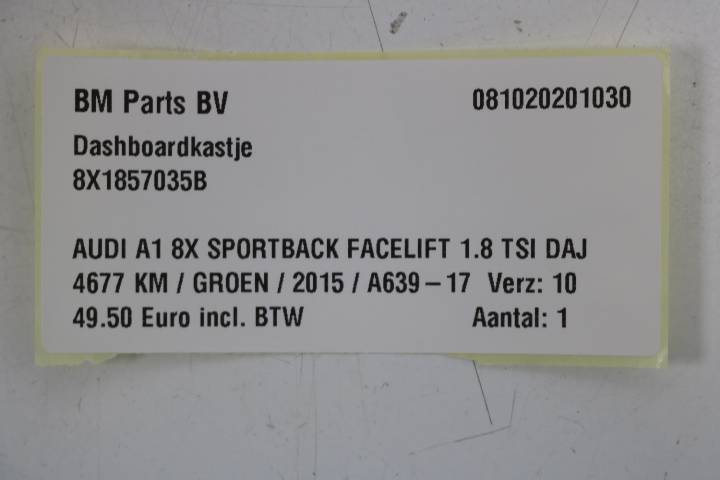 BM Parts BV 081020201030
Dashboardkastje
8X1857035B
AUDI A1 8X SPORTBACK FACELIFT 1.8 TSI DAJ
4677 KM / GROEN / 2015 / A639-17 Verz: 10
49.50 Euro incl. BTW Aantal: 1